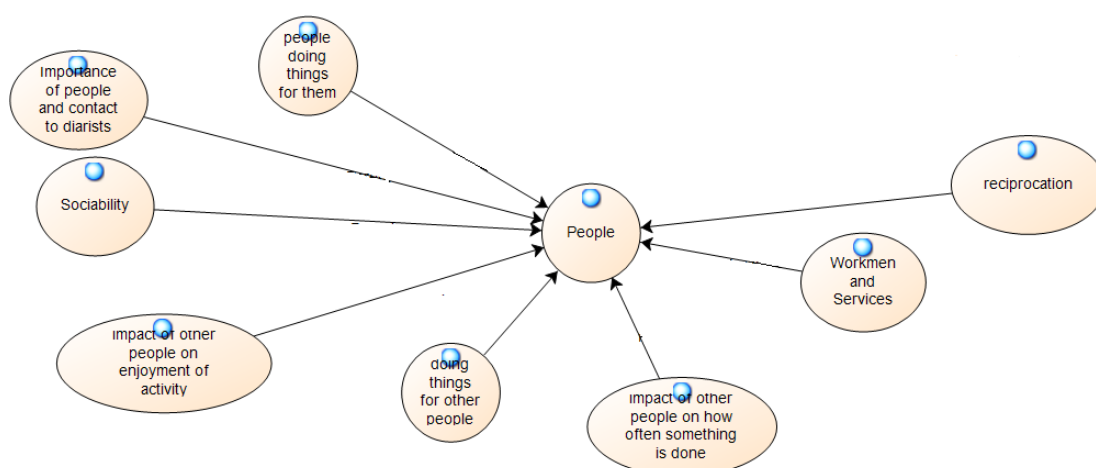 people
doing
things
for them
Importance
of people
and contact
to diarists
Sociability
People
reciprocation
Workmen
and
Services
Impact of other
people on
enjoyment of
activity
doing
things
for other
people
Impact of other
people on how
often something
is done